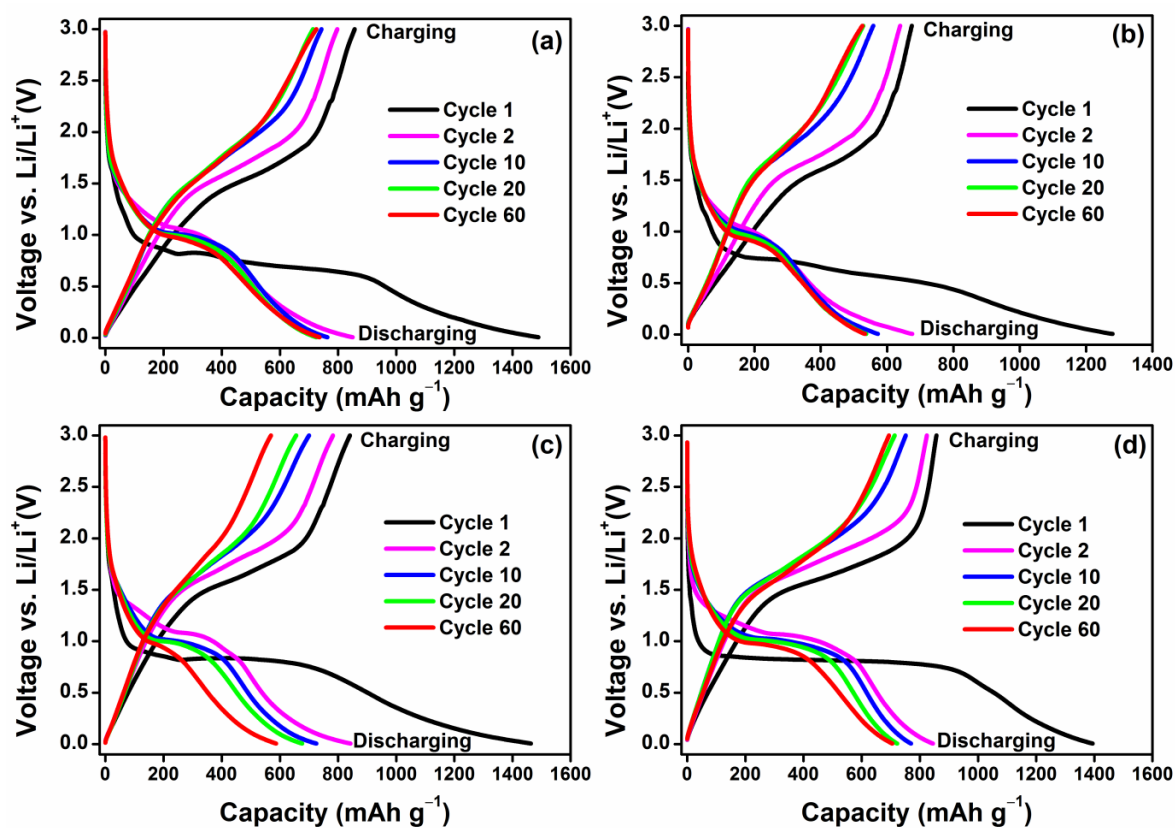 (a)
Charging
Cycle 1
Cycle 2
Cycle 10
Cycle 20
Cycle 60
Discharging
3.0
2.5
2.0
1.5
1.0
0.5
0.0
Voltage vs. Li/Li⁺(V)
0 200 400 600 800 1000 1200 1400 1600
Capacity (mAh g⁻¹)
(b)
Charging
Cycle 1
Cycle 2
Cycle 10
Cycle 20
Cycle 60
Discharging
3.0
2.5
2.0
1.5
1.0
0.5
0.0
Voltage vs. Li/Li⁺(V)
0 200 400 600 800 1000 1200 1400
Capacity (mAh g⁻¹)
(c)
Charging
Cycle 1
Cycle 2
Cycle 10
Cycle 20
Cycle 60
Discharging
3.0
2.5
2.0
1.5
1.0
0.5
0.0
Voltage vs. Li/Li⁺(V)
0 200 400 600 800 1000 1200 1400 1600
Capacity (mAh g⁻¹)
(d)
Charging
Cycle 1
Cycle 2
Cycle 10
Cycle 20
Cycle 60
Discharging
3.0
2.5
2.0
1.5
1.0
0.5
0.0
Voltage vs. Li/Li⁺(V)
0 200 400 600 800 1000 1200 1400 1600
Capacity (mAh g⁻¹)